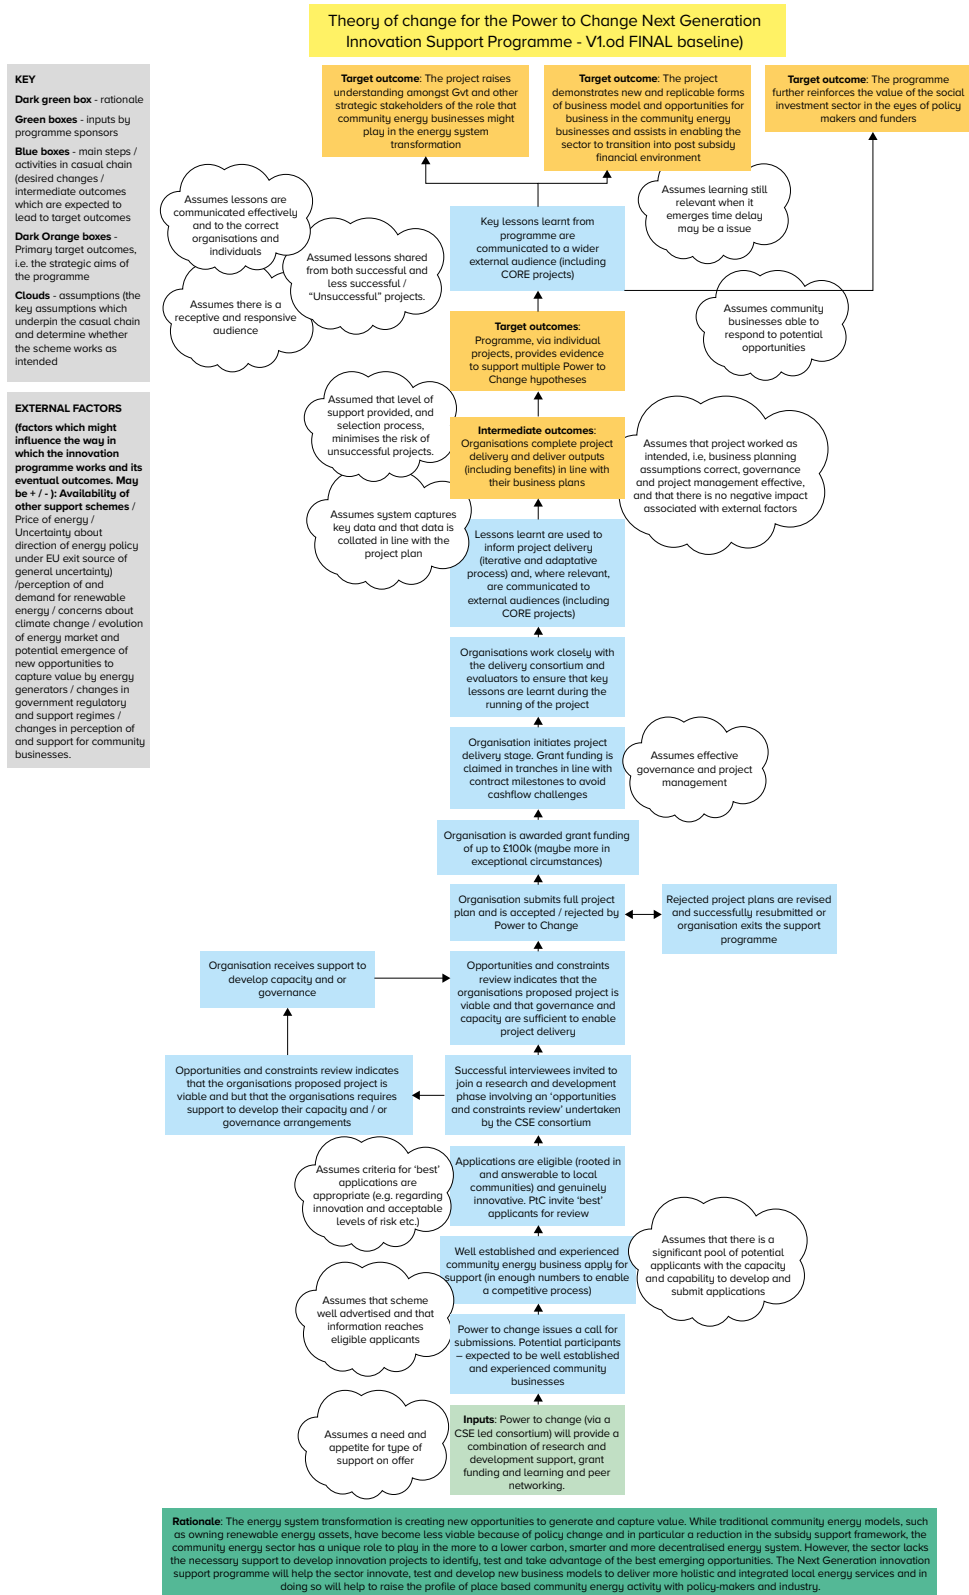 Theory of change for the Power to Change Next Generation
Innovation Support Programme - V1.od FINAL baseline)
KEY
Dark green box - rationale
Green boxes - inputs by
programme sponsors
Blue boxes - main steps /
activities in casual chain
(desired changes /
intermediate outcomes
which are expected to
lead to target outcomes
Dark Orange boxes -
Primary target outcomes,
i.e. the strategic aims of
the programme
Clouds - assumptions (the
key assumptions which
underpin the casual chain
and determine whether
the scheme works as
intended
EXTERNAL FACTORS
(factors which might
influence the way in
which the innovation
programme works and its
eventual outcomes. May
be + / - ): Availability of
other support schemes /
Price of energy /
Uncertainty about
direction of energy policy
under EU exit source of
general uncertainty)
/perception of and
demand for renewable
energy / concerns about
climate change / evolution
of energy market and
potential emergence of
new opportunities to
capture value by energy
generators / changes in
government regulatory
and support regimes /
changes in perception of
and support for community
businesses.
Target outcome: The project raises
understanding amongst Gvt and other
strategic stakeholders of the role that
community energy businesses might
play in the energy system
transformation
Target outcome: The project
demonstrates new and replicable forms
of business model and opportunities for
business in the community energy
businesses and assists in enabling the
sector to transition into post subsidy
financial environment
Target outcome: The programme
further reinforces the value of the social
investment sector in the eyes of policy
makers and funders
Assumes lessons are
communicated effectively
and to the correct
organisations and
individuals
Assumed lessons shared
from both successful and
less successful /
"Unsuccessful" projects.
Assumes there is a
receptive and responsive
audience
Key lessons learnt from
programme are
communicated to a wider
external audience (including
CORE projects)
Assumes learning still
relevant when it
emerges time delay
may be a issue
Assumes community
businesses able to
respond to potential
opportunities
Target outcomes:
Programme, via individual
projects, provides evidence
to support multiple Power to
Change hypotheses
Assumed that level of
support provided, and
selection process,
minimises the risk of
unsuccessful projects.
Intermediate outcomes:
Organisations complete project
delivery and deliver outputs
(including benefits) in line with
their business plans
Assumes that project worked as
intended, i.e, business planning
assumptions correct, governance
and project management effective,
and that there is no negative impact
associated with external factors
Assumes system captures
key data and that data is
collated in line with the
project plan
Lessons learnt are used to
inform project delivery
(iterative and adaptative
process) and, where relevant,
are communicated to
external audiences (including
CORE projects)
Organisations work closely with
the delivery consortium and
evaluators to ensure that key
lessons are learnt during the
running of the project
Organisation initiates project
delivery stage. Grant funding is
claimed in tranches in line with
contract milestones to avoid
cashflow challenges
Assumes effective
governance and project
management
Organisation is awarded grant funding
of up to £100k (maybe more in
exceptional circumstances)
Organisation submits full project
plan and is accepted / rejected by
Power to Change
Rejected project plans are revised
and successfully resubmitted or
organisation exits the support
programme
Organisation receives support to
develop capacity and or
governance
Opportunities and constraints
review indicates that the
organisations proposed project is
viable and that governance and
capacity are sufficient to enable
project delivery
Opportunities and constraints review indicates
that the organisations proposed project is
viable and but that the organisations requires
support to develop their capacity and / or
governance arrangements
Successful interviewees invited to
join a research and development
phase involving an 'opportunities
and constraints review' undertaken
by the CSE consortium
Assumes criteria for 'best'
applications are
appropriate (e.g. regarding
innovation and acceptable
levels of risk etc.)
Applications are eligible (rooted in
and answerable to local
communities) and genuinely
innovative. PtC invite 'best'
applicants for review
Well established and experienced
community energy business apply for
support (in enough numbers to enable
a competitive process)
Assumes that there is a
significant pool of potential
applicants with the capacity
and capability to develop and
submit applications
Assumes that scheme
well advertised and that
information reaches
eligible applicants
Power to change issues a call for
submissions. Potential participants
– expected to be well established
and experienced community
businesses
Assumes a need and
appetite for type of
support on offer
Inputs: Power to change (via a
CSE led consortium) will provide a
combination of research and
development support, grant
funding and learning and peer
networking.
Rationale: The energy system transformation is creating new opportunities to generate and capture value. While traditional community energy models, such
as owning renewable energy assets, have become less viable because of policy change and in particular a reduction in the subsidy support framework, the
community energy sector has a unique role to play in the more to a lower carbon, smarter and more decentralised energy system. However, the sector lacks
the necessary support to develop innovation projects to identify, test and take advantage of the best emerging opportunities. The Next Generation innovation
support programme will help the sector innovate, test and develop new business models to deliver more holistic and integrated local energy services and in
doing so will help to raise the profile of place based community energy activity with policy-makers and industry.